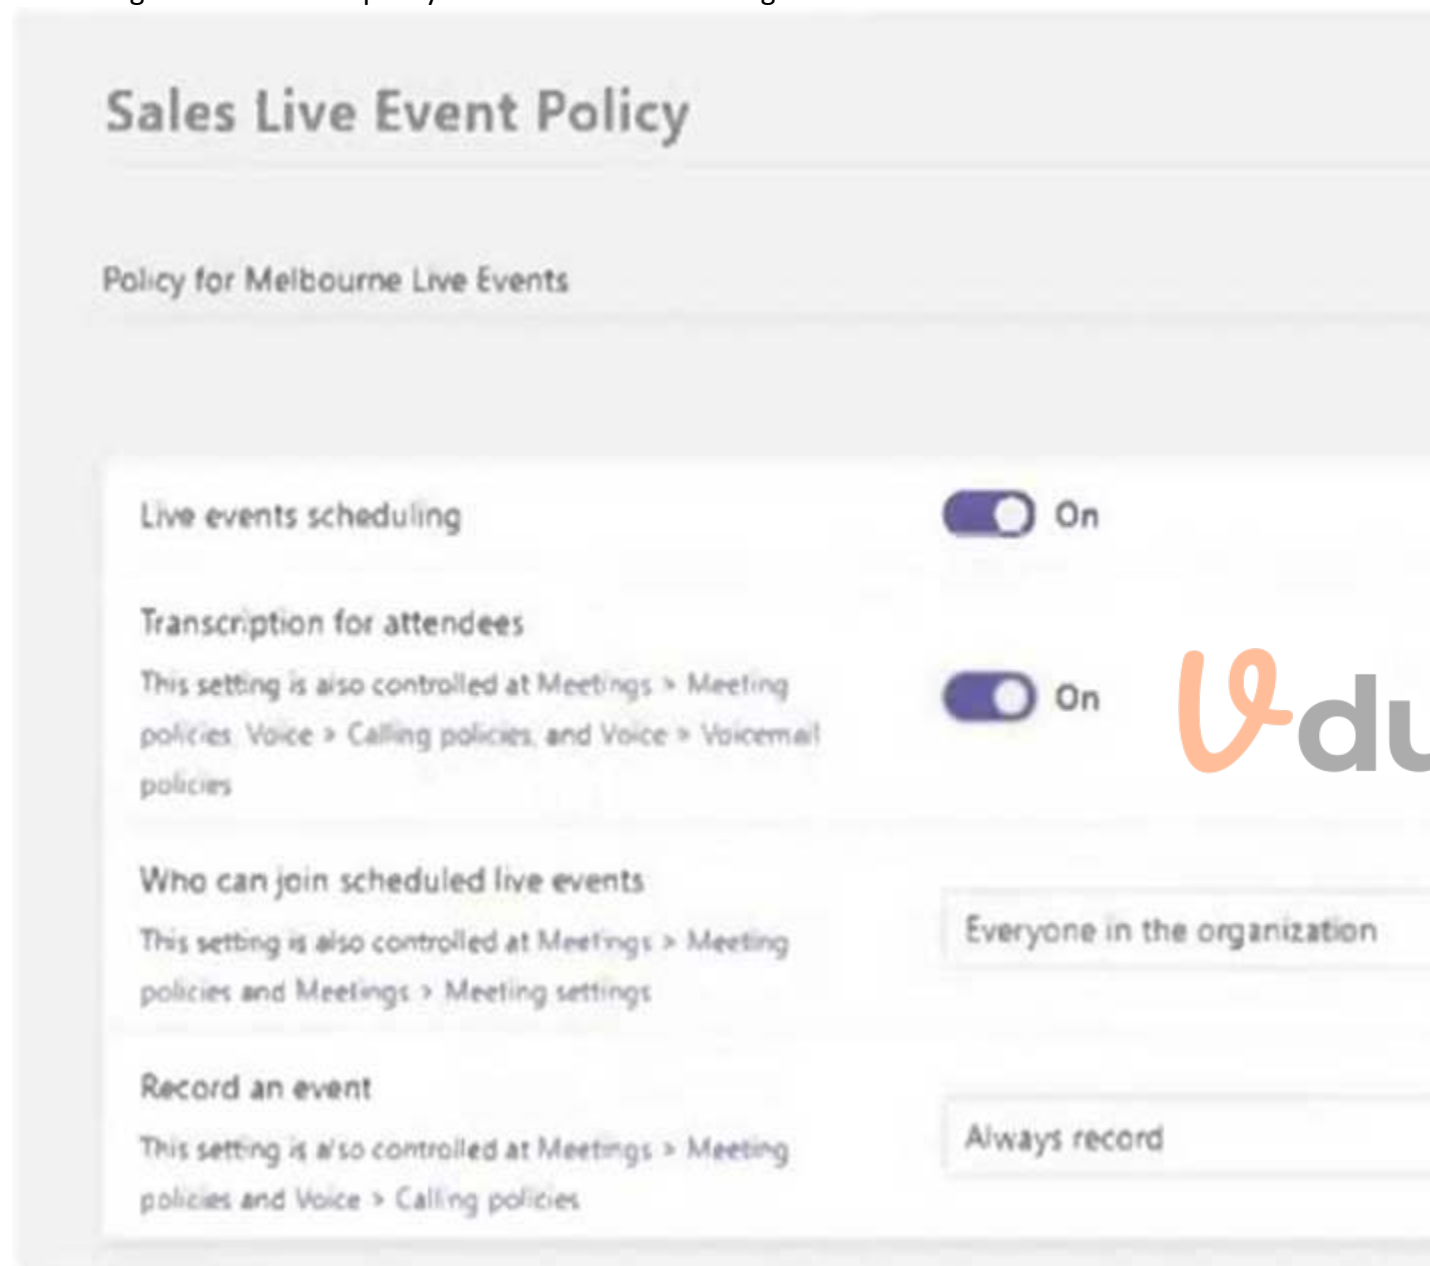 Sales Live Event Policy
Policy for Melbourne Live Events
Live events scheduling
On
Transcription for attendees
This setting is also controlled at Meetings > Meeting
policies, Voice > Calling policies, and Voice > Voicemail
policies
On
du
Who can join scheduled live events
This setting is also controlled at Meetings > Meeting
policies and Meetings > Meeting settings
Everyone in the organization
Record an event
This setting is also controlled at Meetings > Meeting
policies and Voice > Calling policies
Always record